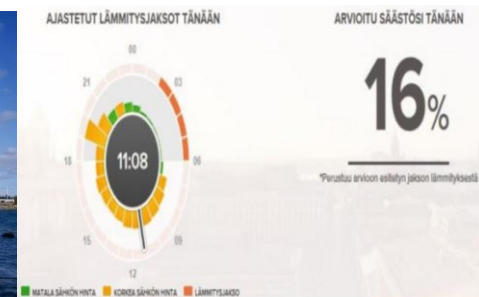 AJASTETUT LÄMMITYSJAKSOT TÄNÄÄN
00
21
03
11:08
18
06
15
09
12
MATALA SÄHKÖN HINTA KORKEA SÄHKÖN HINTA LÄMMITYSJAKSO
ARVIOITU SÄÄSTÖSI TÄNÄÄN
16%
*Perustuu arvioon esitetyn jakson lämmityksestä